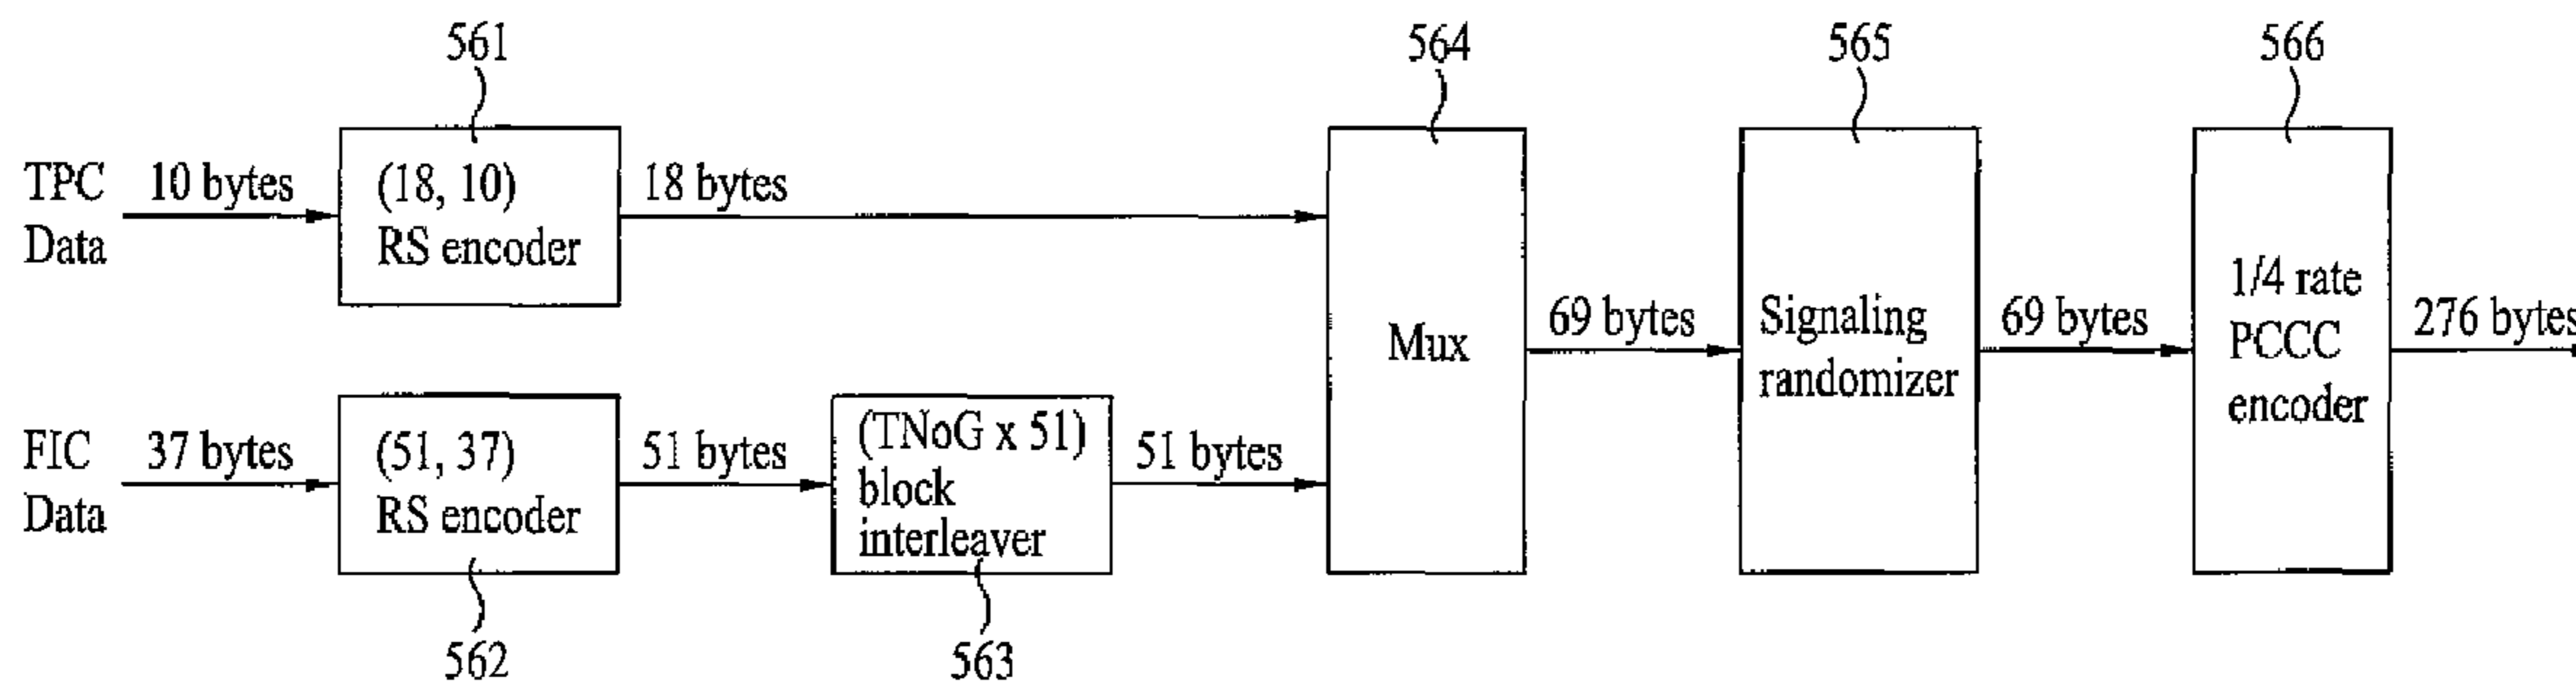 561
564
565
566
TPC
Data
10 bytes
(18, 10)
RS encoder
18 bytes
FIC
Data
37 bytes
(51, 37)
RS encoder
51 bytes
(TNoG x 51)
block
interleaver
51 bytes
Mux
69 bytes
Signaling
randomizer
69 bytes
1/4 rate
PCCC
encoder
276 bytes
562
563